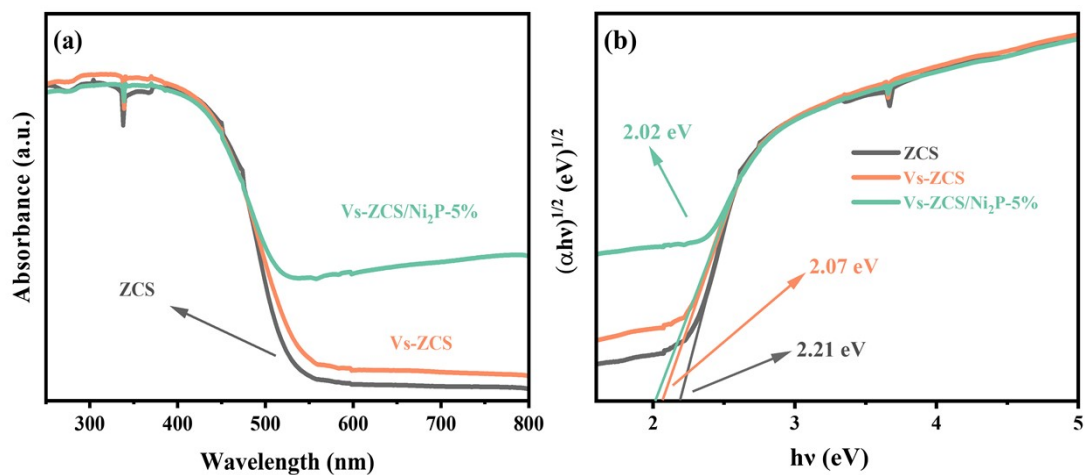 (a)
Absorbance (a.u.)
Vs-ZCS/Ni₂P-5%
ZCS
Vs-ZCS
300 400 500 600 700 800
Wavelength (nm)
(b)
(αhν)^1/2 (eV)^1/2
2.02 eV
ZCS
Vs-ZCS
Vs-ZCS/Ni₂P-5%
2.07 eV
2.21 eV
2 3 4 5
hν (eV)